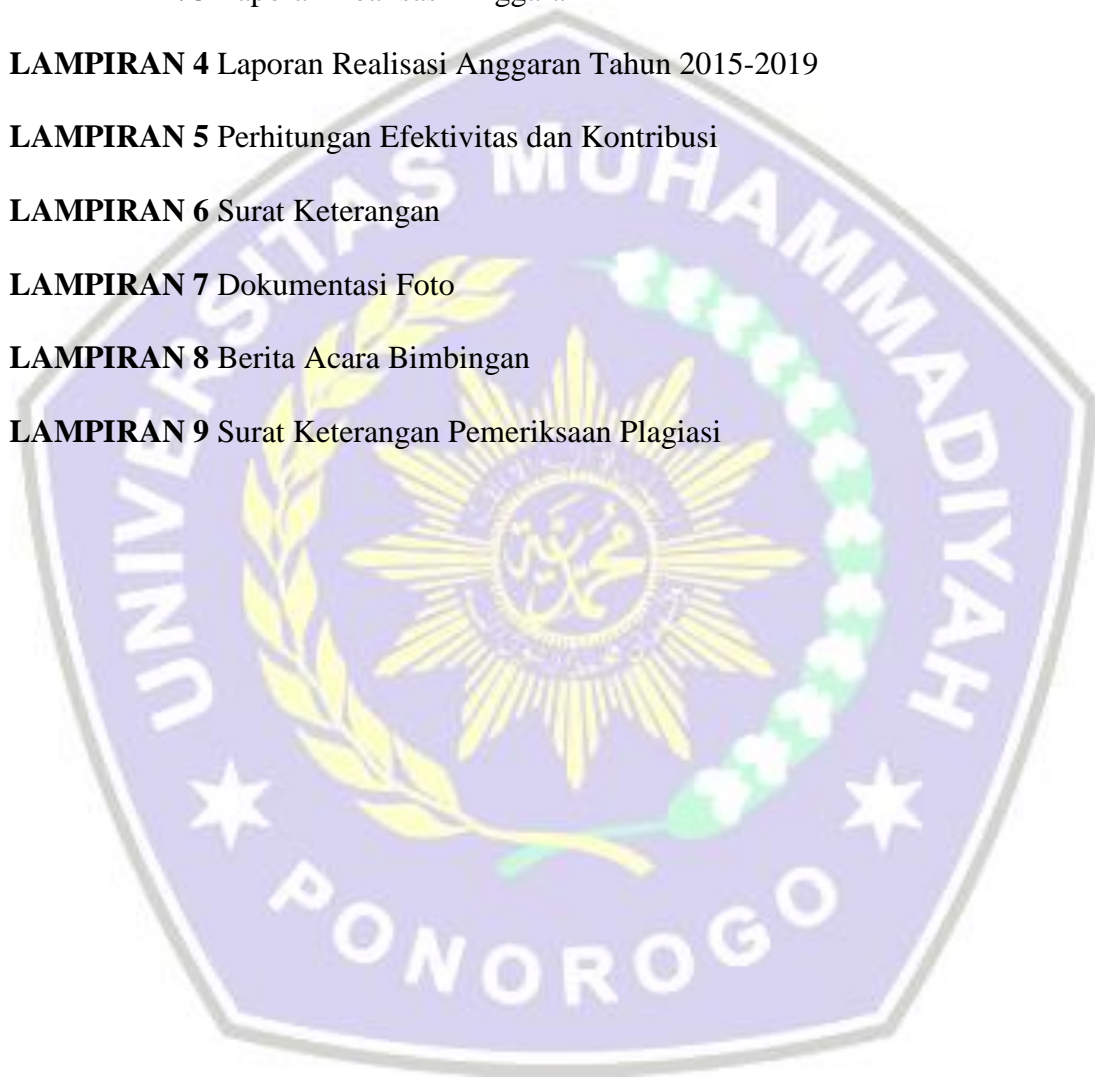 LAMPIRAN 4 Laporan Realisasi Anggaran Tahun 2015-2019
LAMPIRAN 5 Perhitungan Efektivitas dan Kontribusi
LAMPIRAN 6 Surat Keterangan
LAMPIRAN 7 Dokumentasi Foto
LAMPIRAN 8 Berita Acara Bimbingan
LAMPIRAN 9 Surat Keterangan Pemeriksaan Plagiasi
UNIVERSITAS MUHAMMADIYAH
PONOROGO